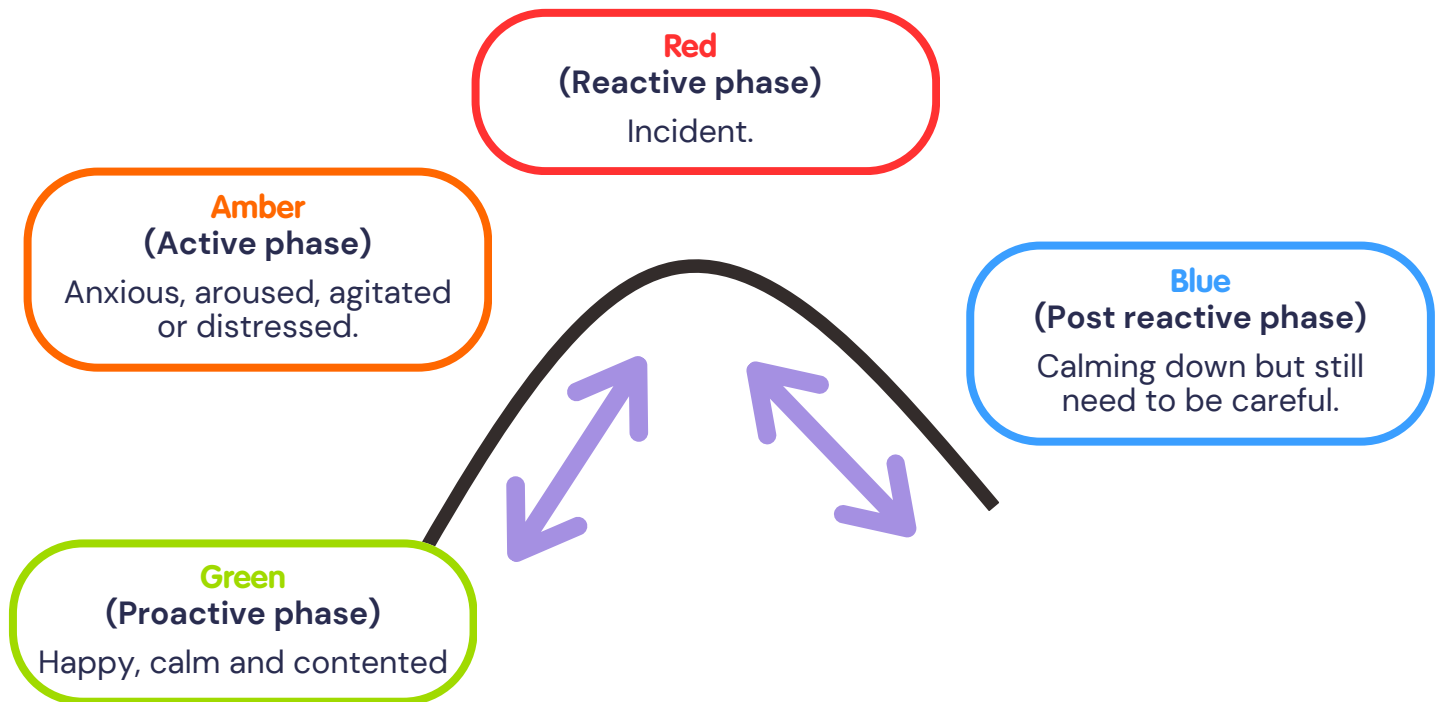 Red
(Reactive phase)
Incident.
Amber
(Active phase)
Anxious, aroused, agitated
or distressed.
Blue
(Post reactive phase)
Calming down but still
need to be careful.
Green
(Proactive phase)
Happy, calm and contented